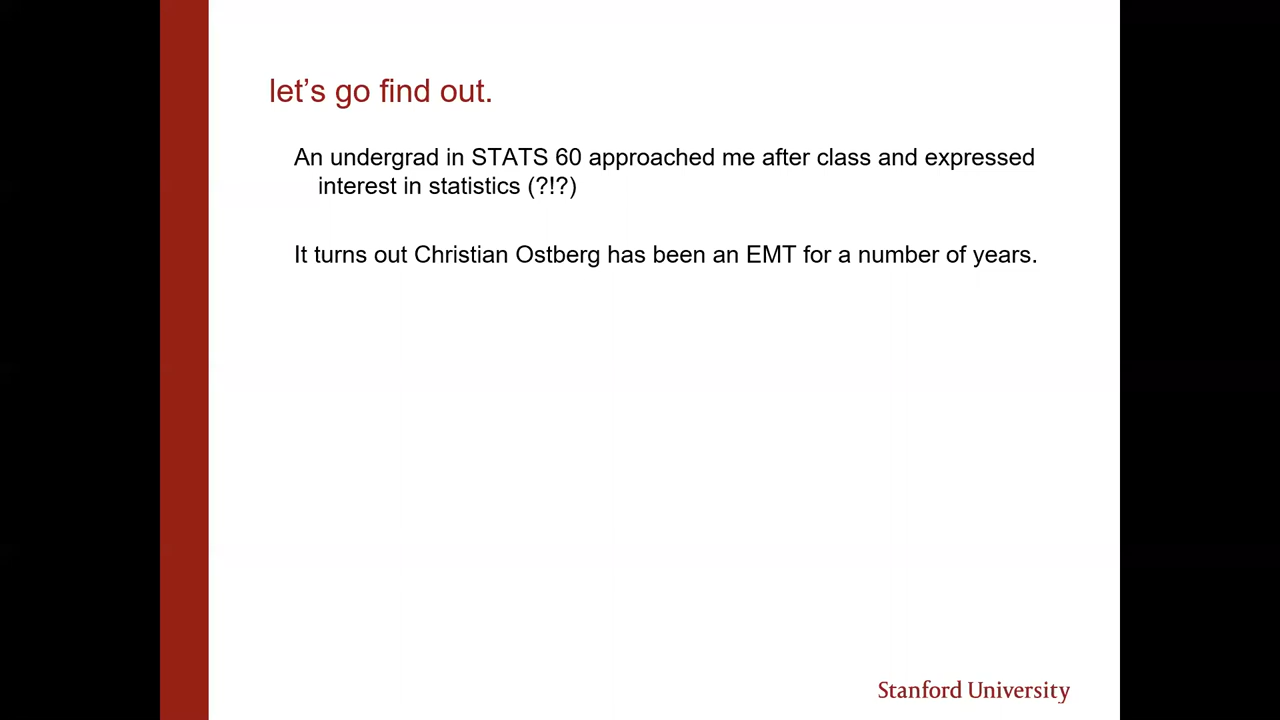 let’s go find out.
An undergrad in STATS 60 approached me after class and expressed
interest in statistics (?!?)
It turns out Christian Ostberg has been an EMT for a number of years.
Stanford University